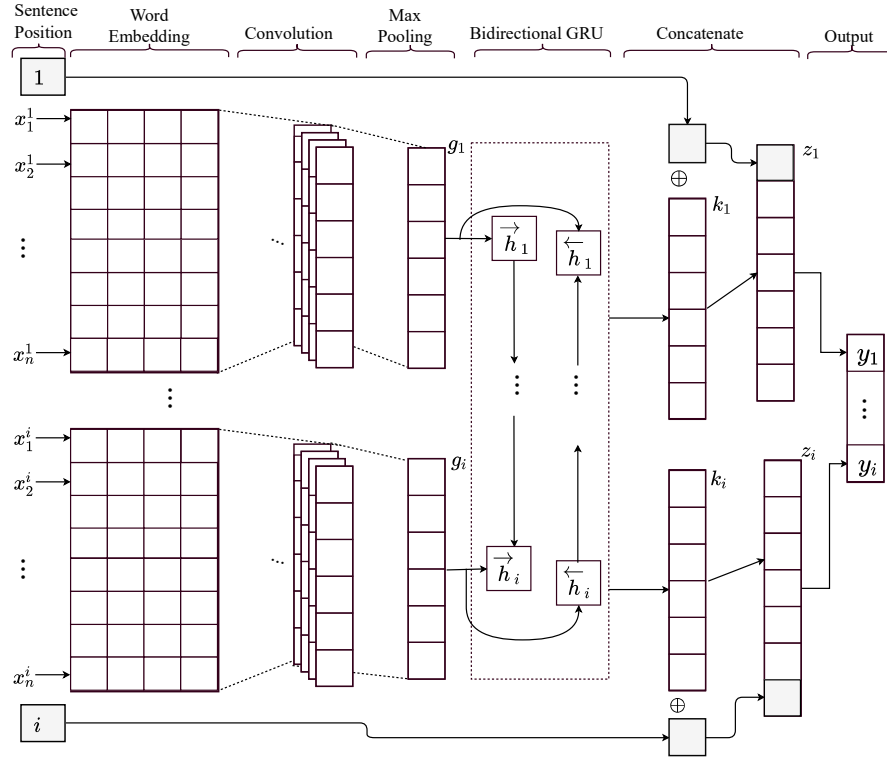 Sentence Position
Word Embedding
Convolution
Max Pooling
Bidirectional GRU
Concatenate
Output
1
x_1^1
x_2^1
⋮
x_n^1
...
g_1
→h_1
←h_1
⋮
⋮
⊕
k_1
z_1
⋮
x_1^i
x_2^i
⋮
x_n^i
...
g_i
→h_i
←h_i
k_i
⊕
z_i
y_1
⋮
y_i
i